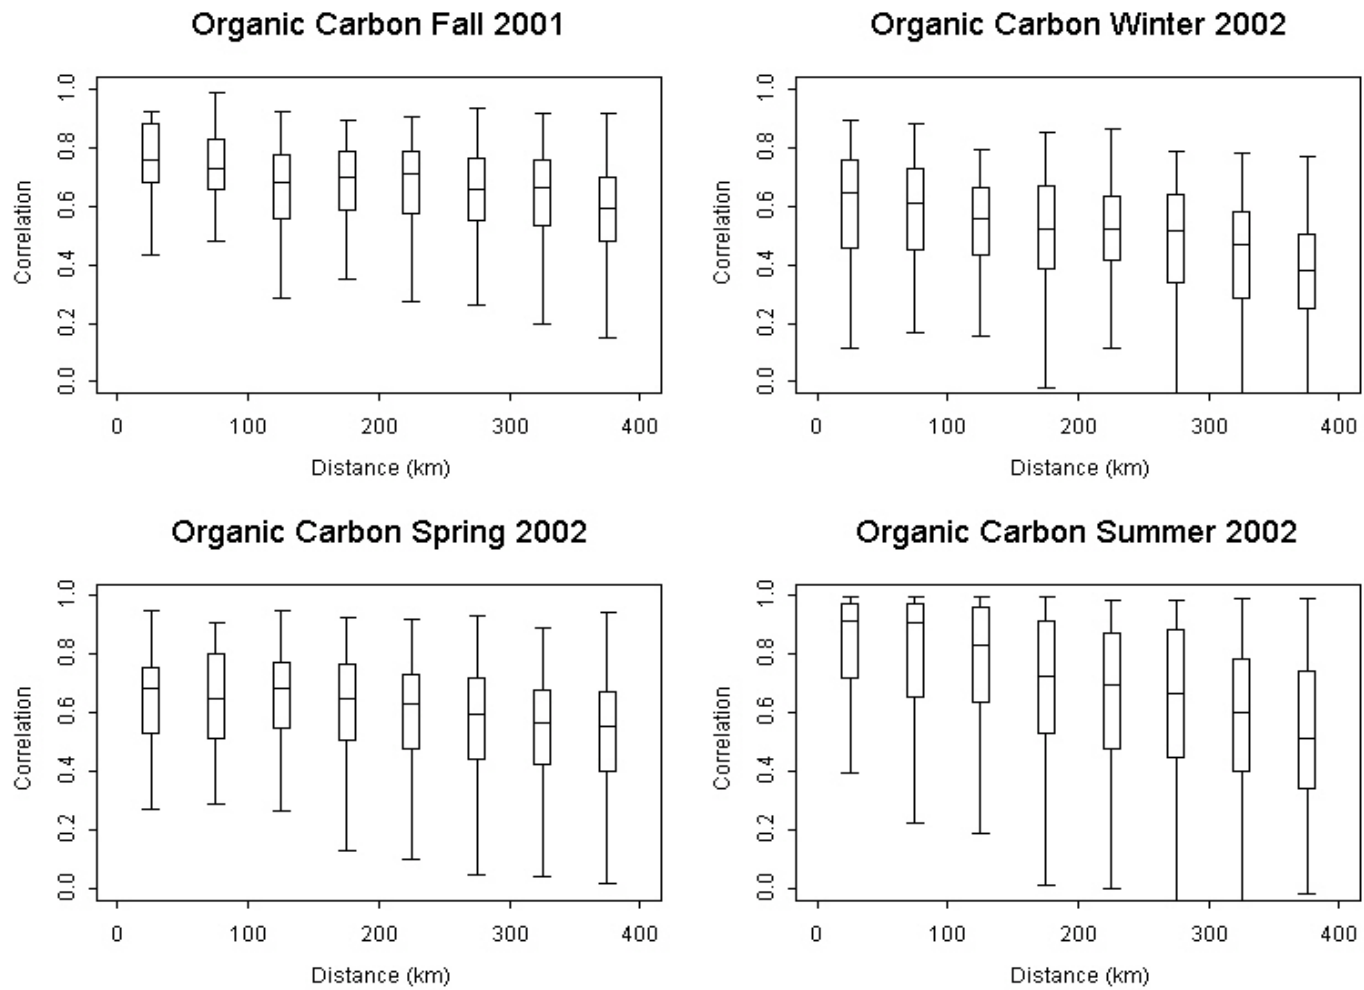 Organic Carbon Fall 2001
Correlation
1.0
0.8
0.6
0.4
0.2
0.0
0 100 200 300 400
Distance (km)
Organic Carbon Winter 2002
Correlation
1.0
0.8
0.6
0.4
0.2
0.0
0 100 200 300 400
Distance (km)
Organic Carbon Spring 2002
Correlation
1.0
0.8
0.6
0.4
0.2
0.0
0 100 200 300 400
Distance (km)
Organic Carbon Summer 2002
Correlation
1.0
0.8
0.6
0.4
0.2
0.0
0 100 200 300 400
Distance (km)